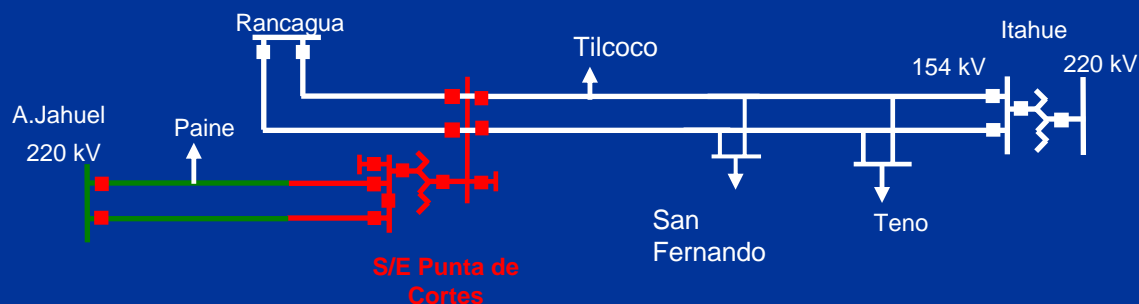 Rancagua
Itahue
Tilcoco
154 kV
220 kV
A.Jahuel
Paine
220 kV
San
Fernando
Teno
S/E Punta de
Cortes